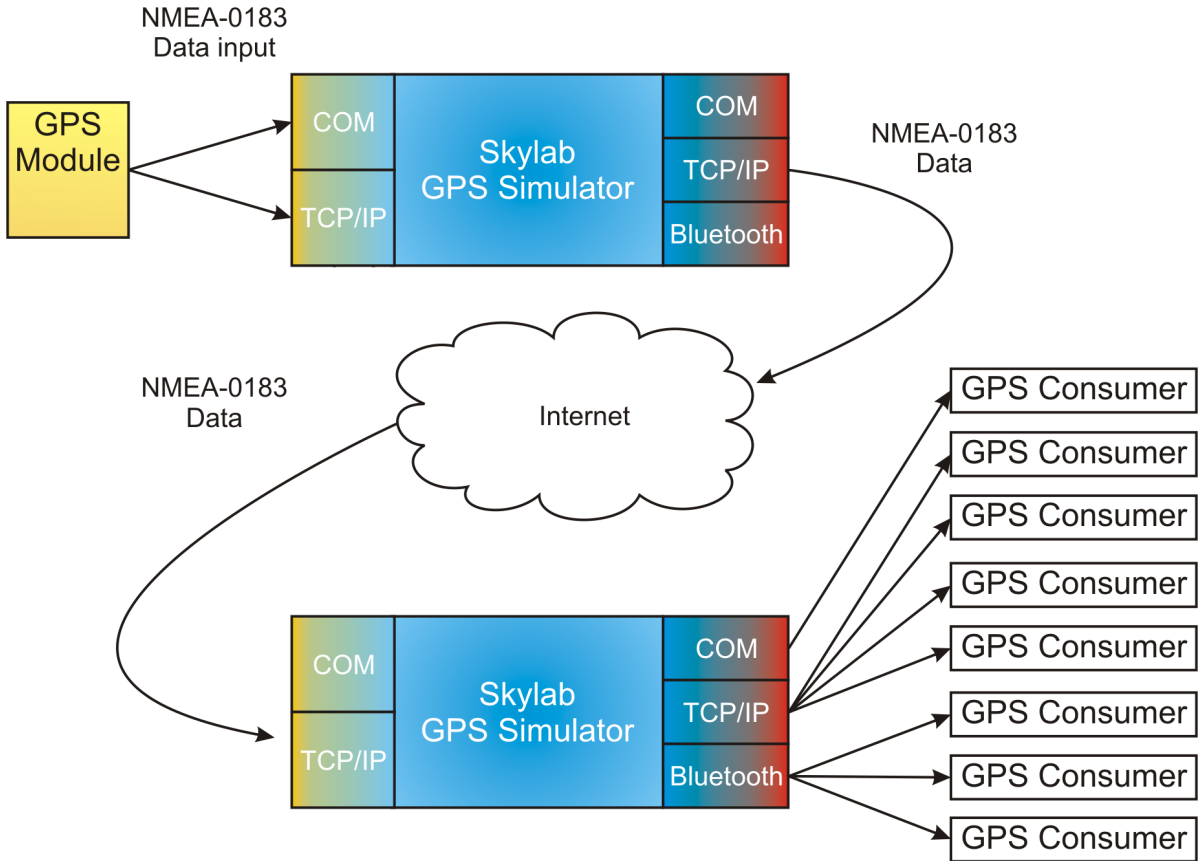 NMEA-0183
Data input
GPS
Module
COM
TCP/IP
Skylab
GPS Simulator
COM
TCP/IP
Bluetooth
NMEA-0183
Data
Internet
NMEA-0183
Data
COM
TCP/IP
Skylab
GPS Simulator
COM
TCP/IP
Bluetooth
GPS Consumer
GPS Consumer
GPS Consumer
GPS Consumer
GPS Consumer
GPS Consumer
GPS Consumer
GPS Consumer